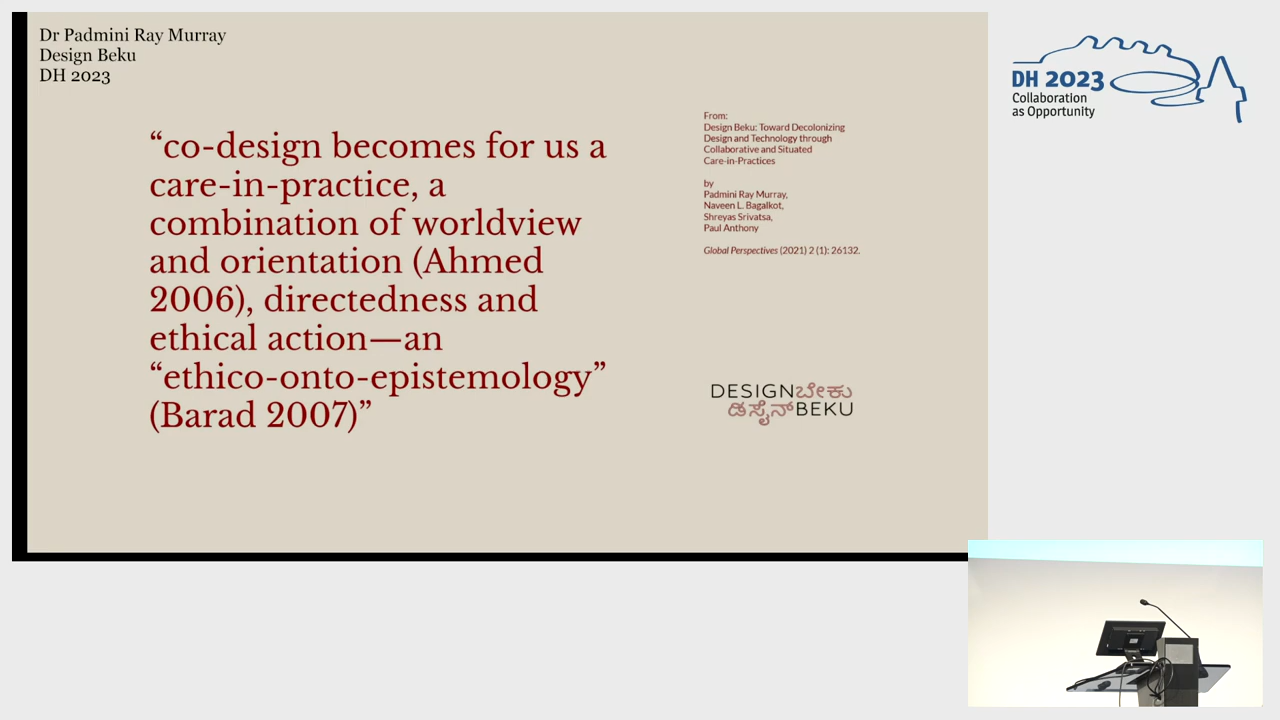 Dr Padmini Ray Murray
Design Beku
DH 2023
“co-design becomes for us a
care-in-practice, a
combination of worldview
and orientation (Ahmed
2006), directedness and
ethical action—an
“ethico-onto-epistemology”
(Barad 2007)”
From:
Design Beku: Toward Decolonizing
Design and Technology through
Collaborative and Situated
Care-in-Practices
by
Padmini Ray Murray,
Naveen L. Bagalkot,
Shreyas Srivatsa,
Paul Anthony
Global Perspectives (2021) 2 (1): 26132.
DESIGNಬೇಕು
ಡಿಸೈನ್BEKU
DH 2023
Collaboration
as Opportunity